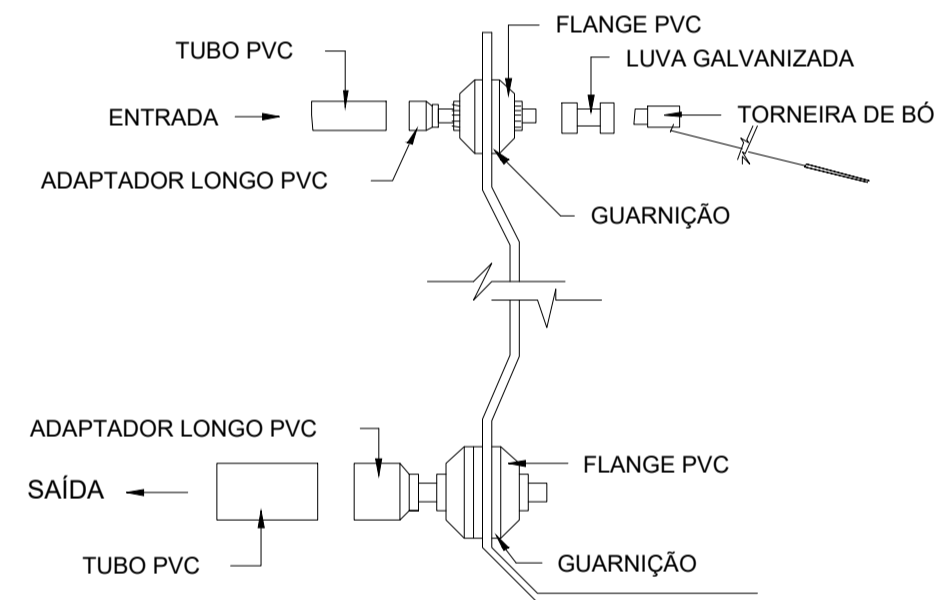 FLANGE PVC
TUBO PVC
LUVA GALVANIZADA
ENTRADA
TORNEIRA DE BÓ
ADAPTADOR LONGO PVC
GUARNIÇÃO
ADAPTADOR LONGO PVC
FLANGE PVC
SAÍDA
TUBO PVC
GUARNIÇÃO